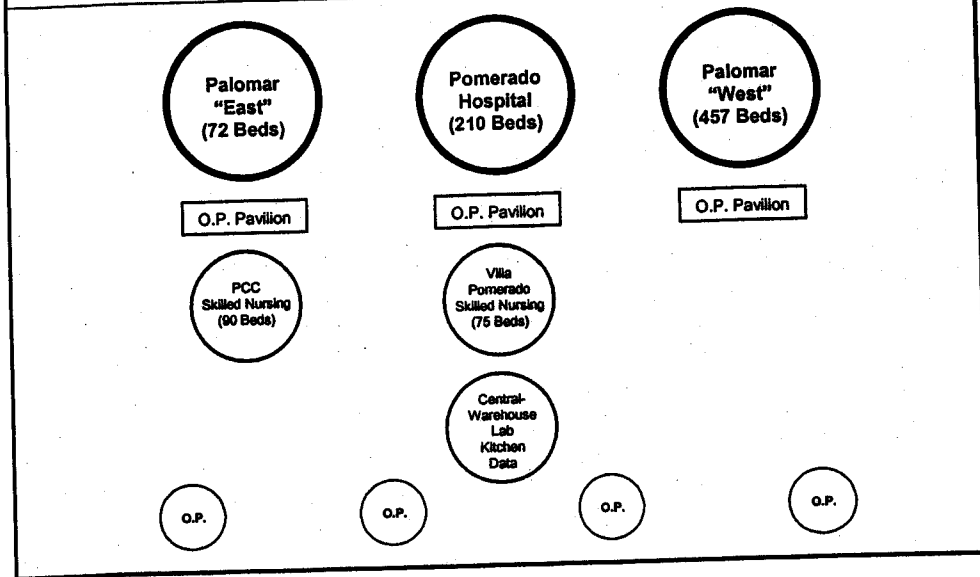 Palomar
"East"
(72 Beds)
Pomerado
Hospital
(210 Beds)
Palomar
"West"
(457 Beds)
O.P. Pavilion
O.P. Pavilion
O.P. Pavilion
PCC
Skilled Nursing
(90 Beds)
Villa
Pomerado
Skilled Nursing
(75 Beds)
Central-
Warehouse
Lab
Kitchen
Data
O.P.
O.P.
O.P.
O.P.